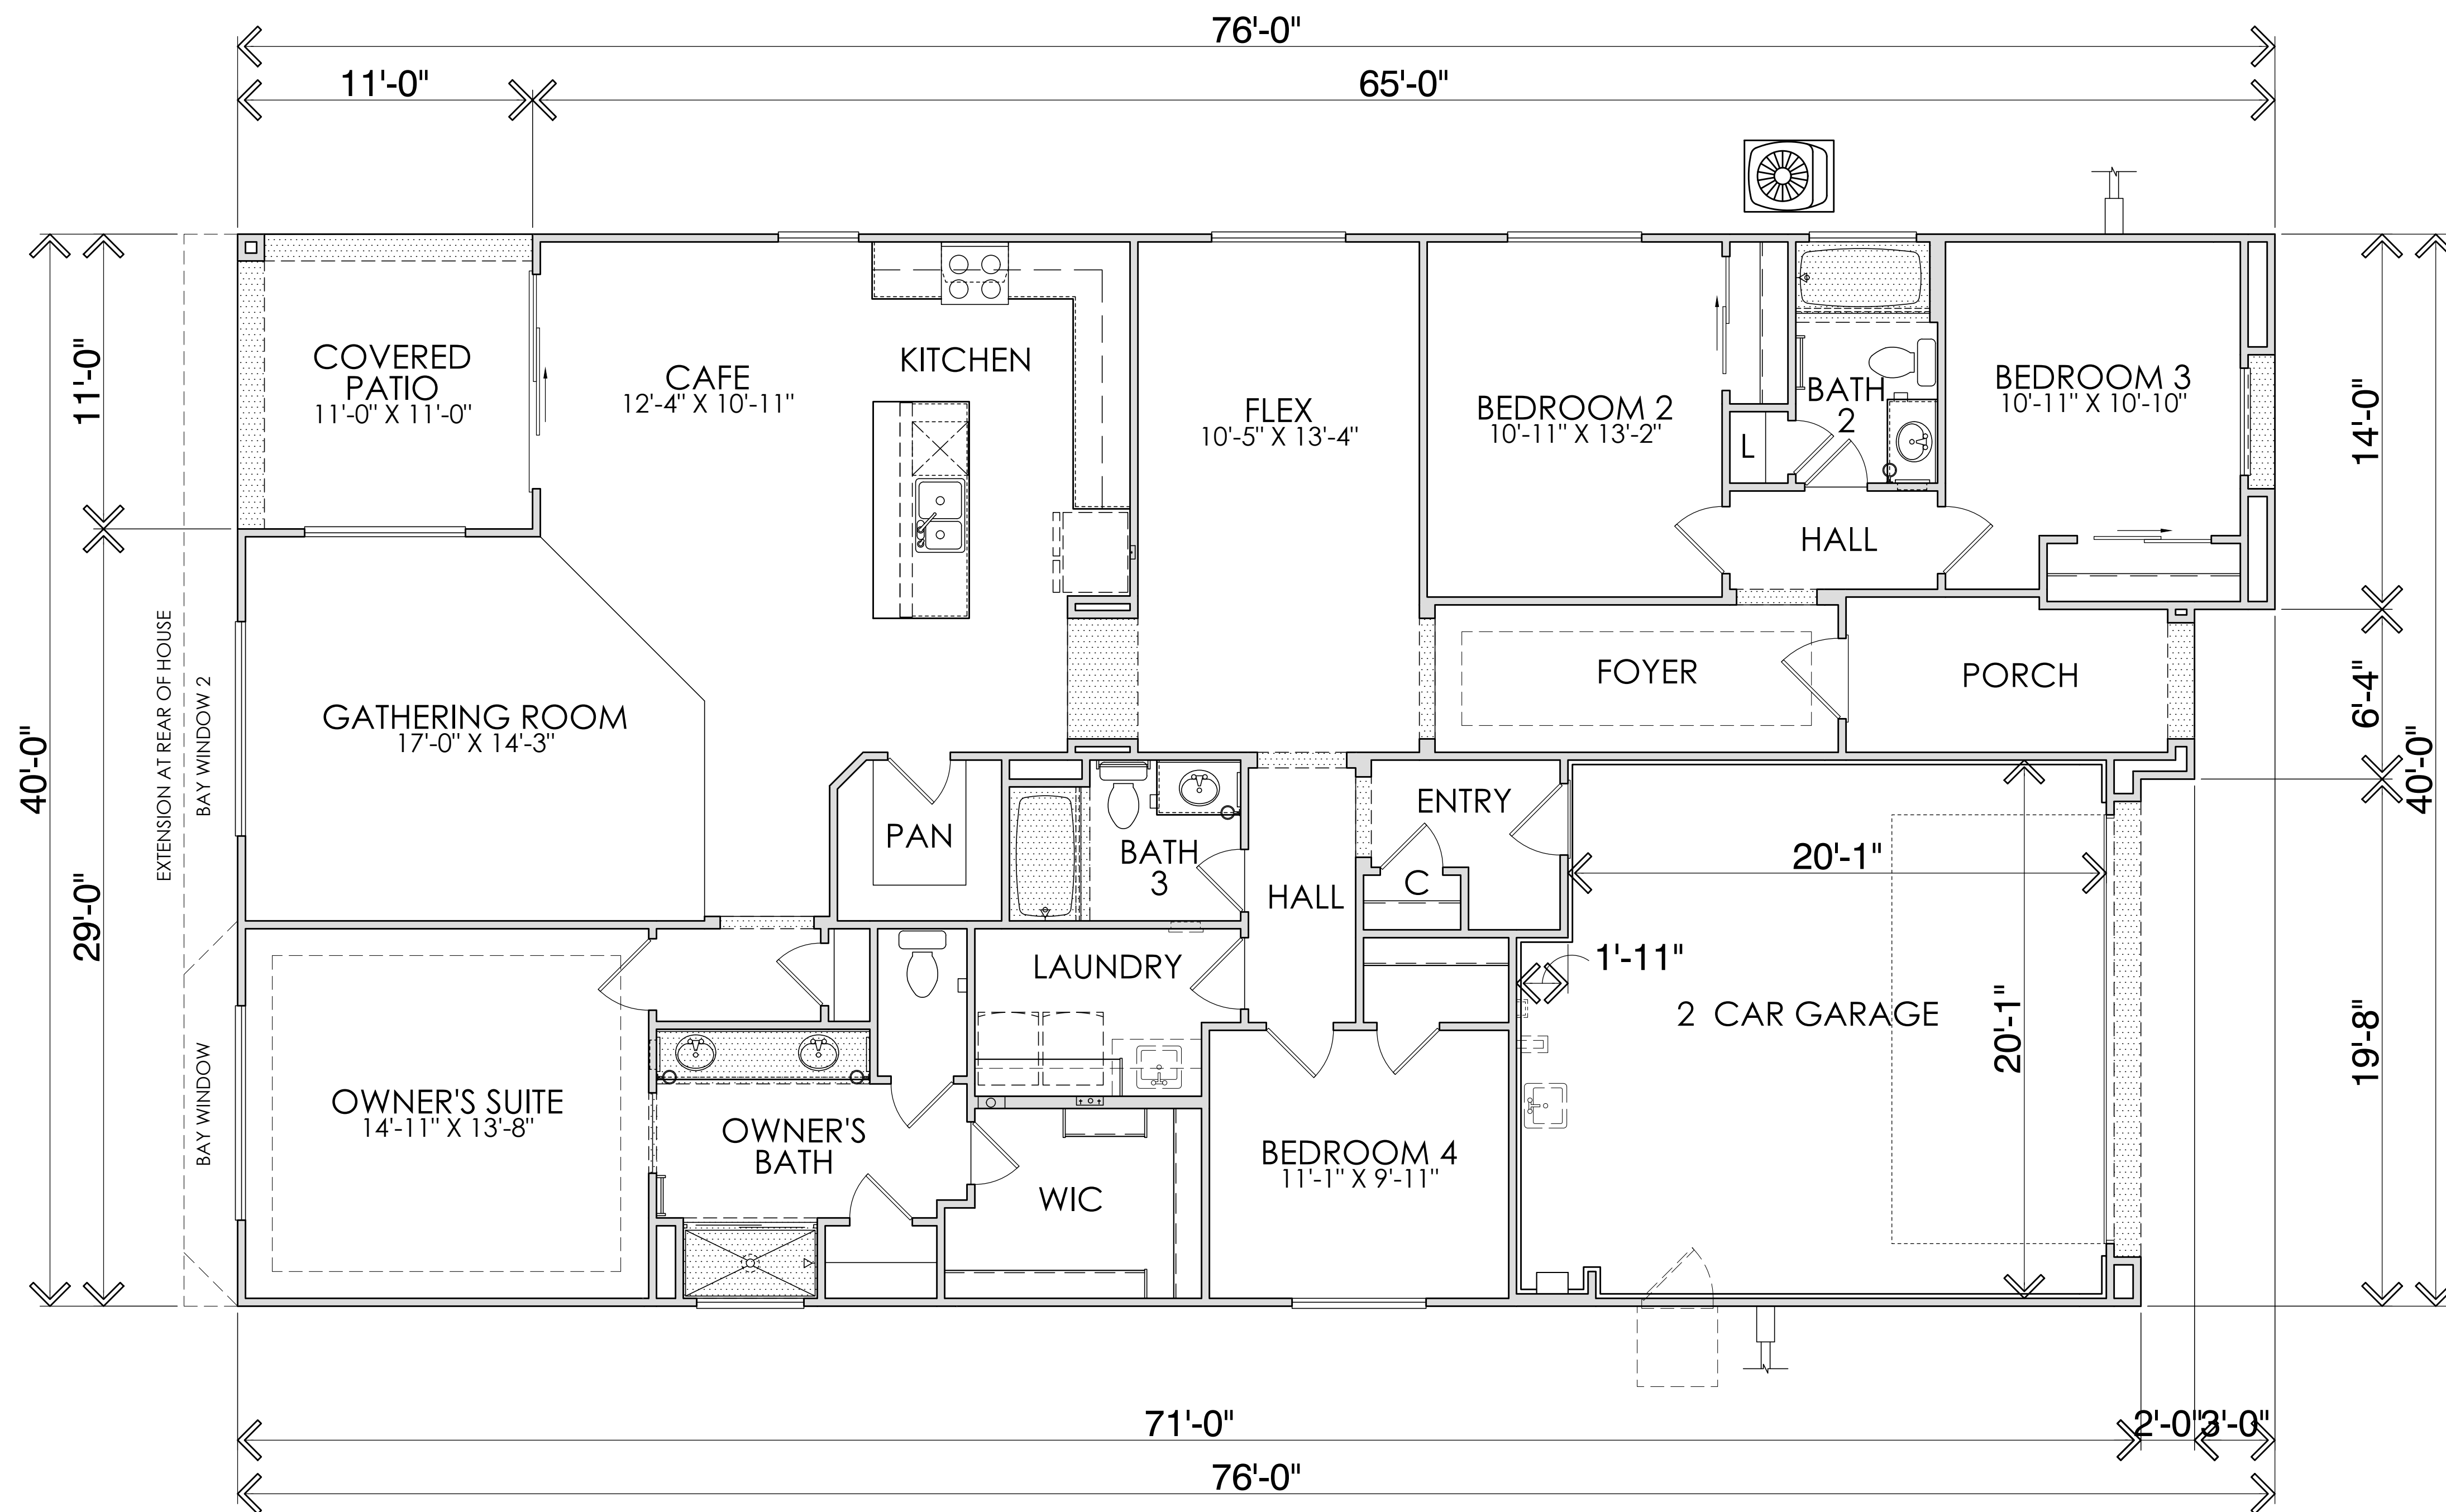 76'-0"
11'-0"
65'-0"
COVERED
PATIO
11'-0" X 11'-0"
CAFE
12'-4" X 10'-11"
KITCHEN
FLEX
10'-5" X 13'-4"
BEDROOM 2
10'-11" X 13'-2"
L
BATH
2
BEDROOM 3
10'-11" X 10'-10"
HALL
11'-0"
14'-0"
EXTENSION AT REAR OF HOUSE
BAY WINDOW 2
GATHERING ROOM
17'-0" X 14'-3"
FOYER
PORCH
6'-4"
40'-0"
40'-0"
29'-0"
PAN
BATH
3
HALL
ENTRY
C
20'-1"
1'-11"
2 CAR GARAGE
20'-1"
19'-8"
LAUNDRY
BAY WINDOW
OWNER'S SUITE
14'-11" X 13'-8"
OWNER'S
BATH
WIC
BEDROOM 4
11'-1" X 9'-11"
71'-0"
2'-0"
3'-0"
76'-0"